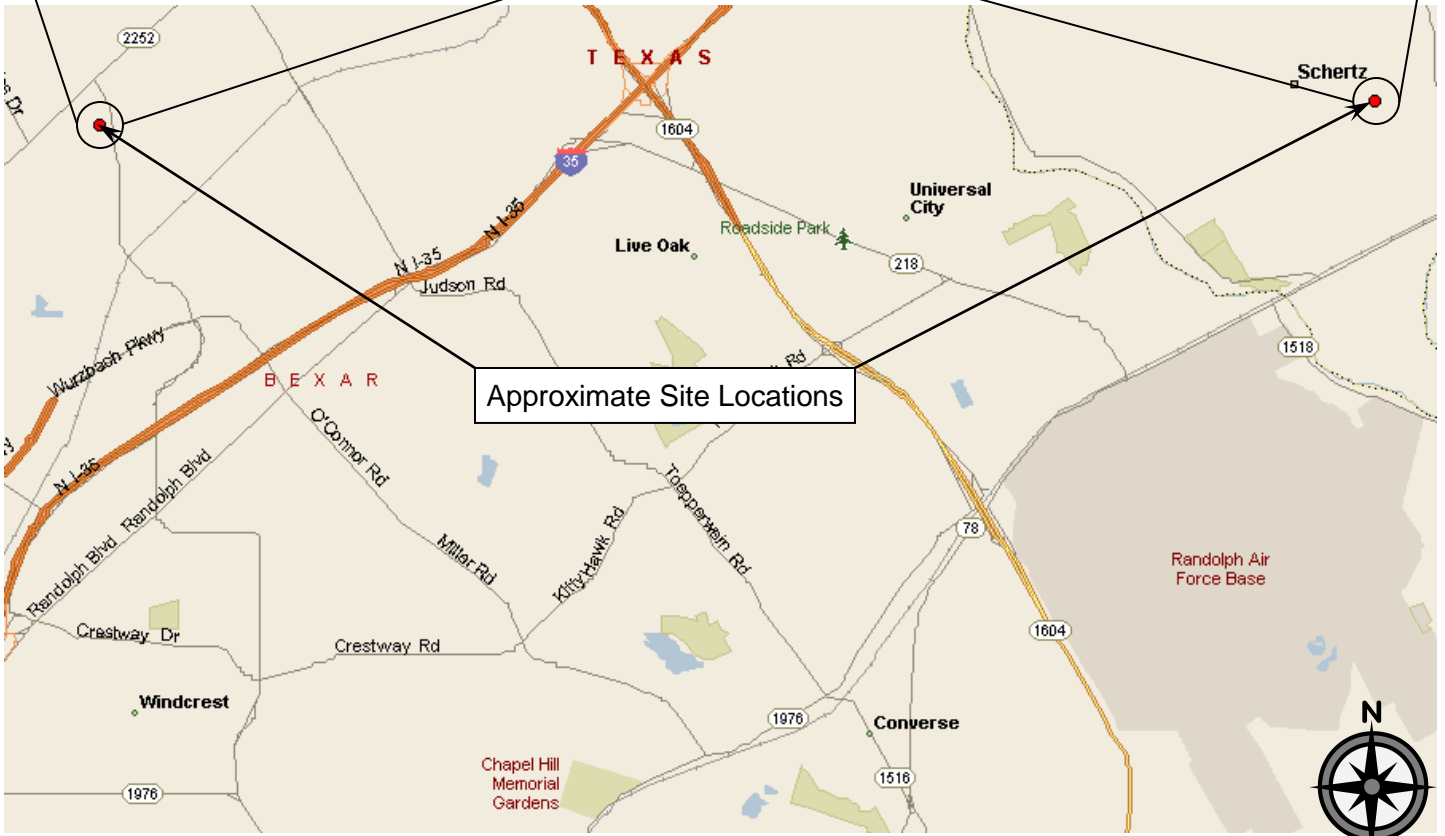 2252
T E X A S
Schertz
1604
35
N I-35
Universal
City
Roadside Park
Live Oak
218
N I-35
Judson Rd
1518
Wurzbach Pkwy
B E X A R
Rd
Approximate Site Locations
O'Connor Rd
N I-35
Randolph Blvd
Randolph Blvd
Toepperwein Rd
Kitty Hawk Rd
Miller Rd
78
Randolph Air
Force Base
Crestway Dr
Crestway Rd
1604
Windcrest
1976
Converse
N
Chapel Hill
Memorial
Gardens
1976
1516